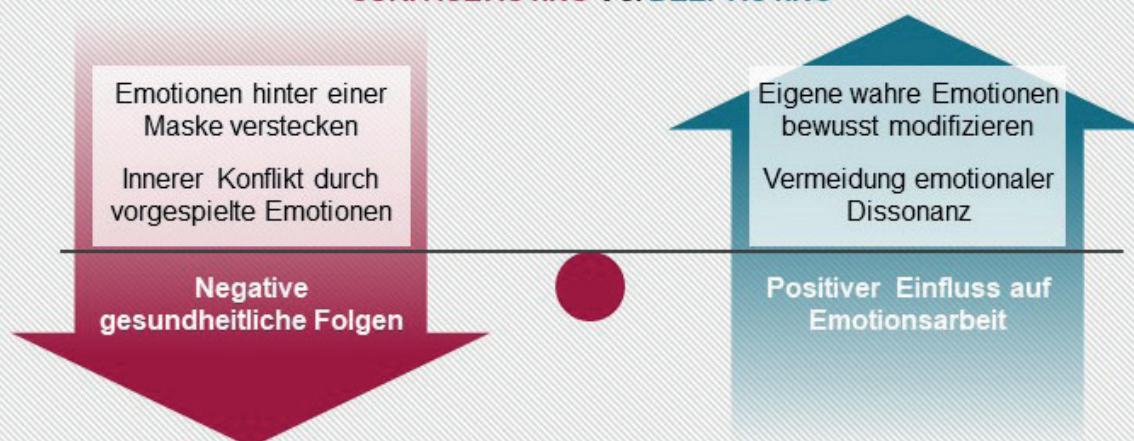 Emotionen hinter einer
Maske verstecken
Innerer Konflikt durch
vorgespielte Emotionen
Negative
gesundheitliche Folgen
Eigene wahre Emotionen
bewusst modifizieren
Vermeidung emotionaler
Dissonanz
Positiver Einfluss auf
Emotionsarbeit